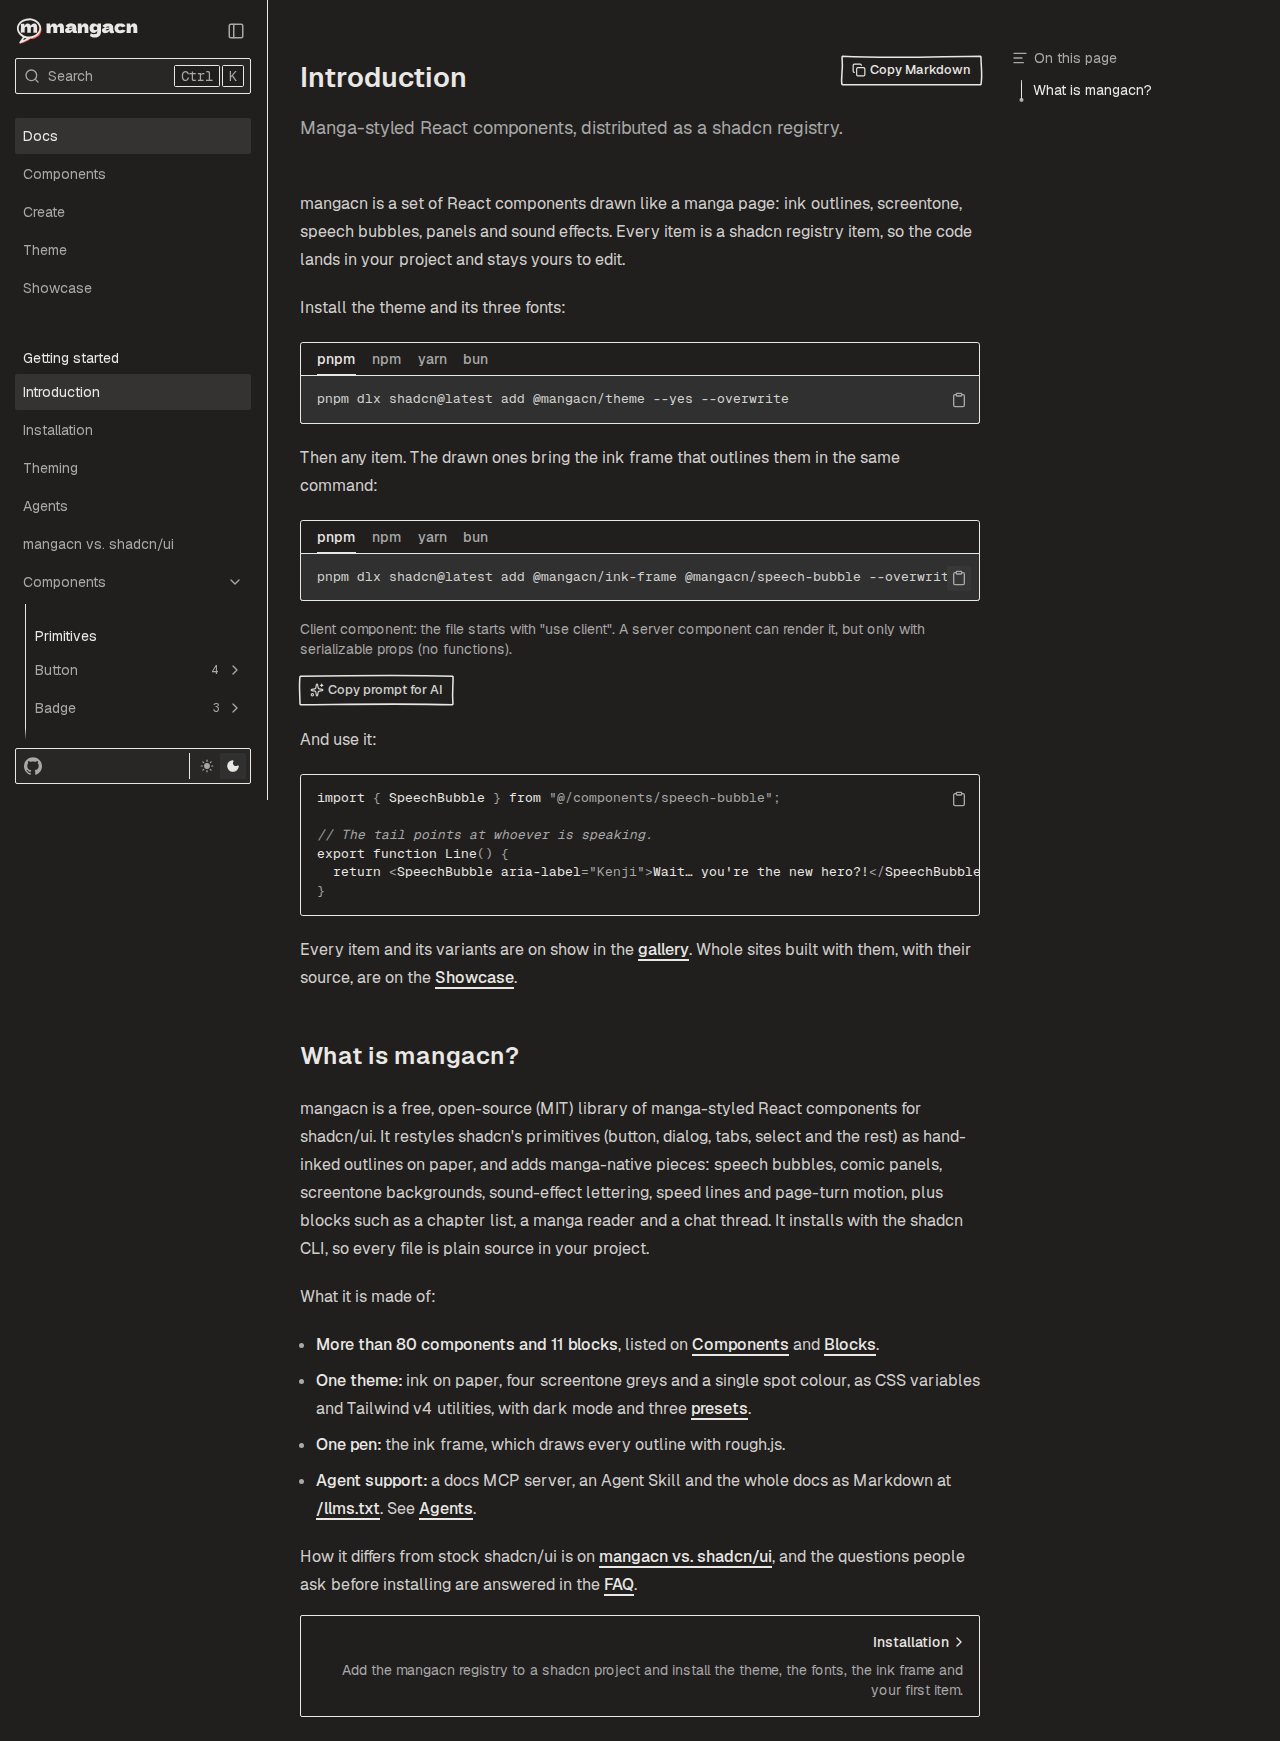 mangacn
Search Ctrl K
Docs
Components
Create
Theme
Showcase
Getting started
Introduction
Installation
Theming
Agents
mangacn vs. shadcn/ui
Components
Primitives
Button 4
Badge 3
Introduction
Copy Markdown
Manga-styled React components, distributed as a shadcn registry.
mangacn is a set of React components drawn like a manga page: ink outlines, screentone,
speech bubbles, panels and sound effects. Every item is a shadcn registry item, so the code
lands in your project and stays yours to edit.
Install the theme and its three fonts:
pnpm npm yarn bun
pnpm dlx shadcn@latest add @mangacn/theme --yes --overwrite
Then any item. The drawn ones bring the ink frame that outlines them in the same
command:
pnpm npm yarn bun
pnpm dlx shadcn@latest add @mangacn/ink-frame @mangacn/speech-bubble --overwrit
Client component: the file starts with "use client". A server component can render it, but only with
serializable props (no functions).
Copy prompt for AI
And use it:
import { SpeechBubble } from "@/components/speech-bubble";
// The tail points at whoever is speaking.
export function Line() {
return <SpeechBubble aria-label="Kenji">Wait… you're the new hero?!</SpeechBubble
}
Every item and its variants are on show in the gallery. Whole sites built with them, with their
source, are on the Showcase.
What is mangacn?
mangacn is a free, open-source (MIT) library of manga-styled React components for
shadcn/ui. It restyles shadcn's primitives (button, dialog, tabs, select and the rest) as hand-
inked outlines on paper, and adds manga-native pieces: speech bubbles, comic panels,
screentone backgrounds, sound-effect lettering, speed lines and page-turn motion, plus
blocks such as a chapter list, a manga reader and a chat thread. It installs with the shadcn
CLI, so every file is plain source in your project.
What it is made of:
• More than 80 components and 11 blocks, listed on Components and Blocks.
• One theme: ink on paper, four screentone greys and a single spot colour, as CSS variables
and Tailwind v4 utilities, with dark mode and three presets.
• One pen: the ink frame, which draws every outline with rough.js.
• Agent support: a docs MCP server, an Agent Skill and the whole docs as Markdown at
/llms.txt. See Agents.
How it differs from stock shadcn/ui is on mangacn vs. shadcn/ui, and the questions people
ask before installing are answered in the FAQ.
Installation
Add the mangacn registry to a shadcn project and install the theme, the fonts, the ink frame and
your first item.
On this page
What is mangacn?